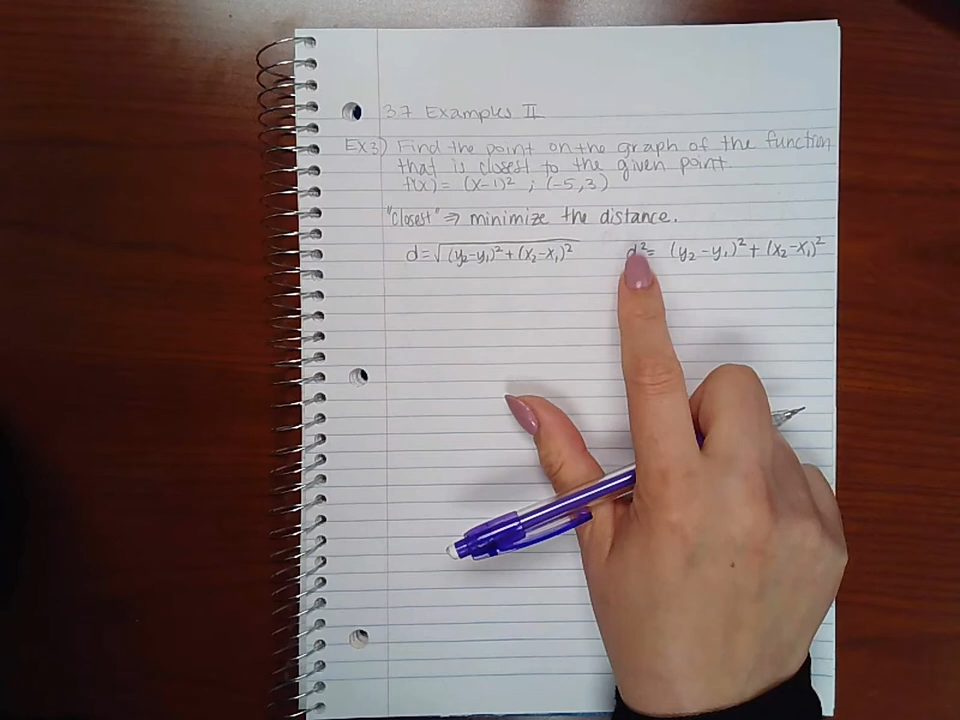 3.7 Examples II
Ex 3) Find the point on the graph of the function
that is closest to the given point.
f(x) = (x-1)² ; (-5,3)
"closest" ⇒ minimize the distance.
d = √(y₂-y₁)² + (x₂-x₁)² d² = (y₂-y₁)² + (x₂-x₁)²